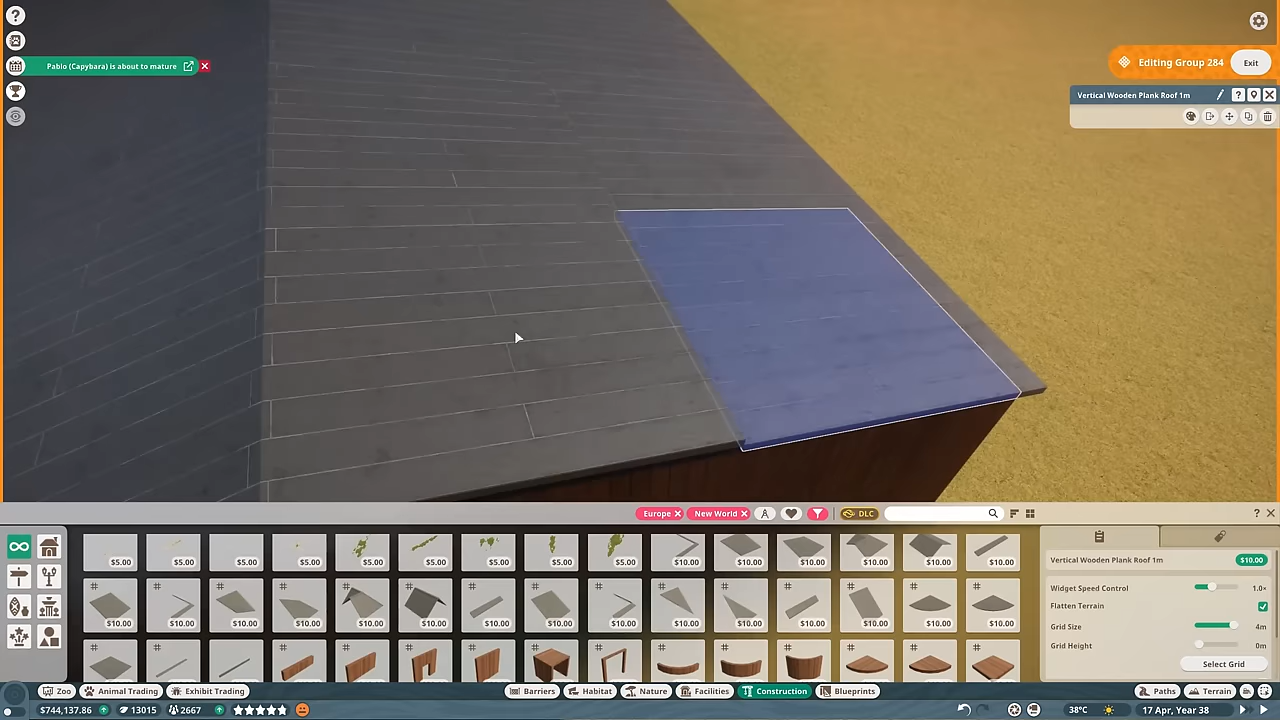 ?
Pablo (Capybara) is about to mature
Editing Group 284 Exit
Vertical Wooden Plank Roof 1m ?
Europe New World DLC ?
$5.00 $5.00 $5.00 $5.00 $5.00 $5.00 $5.00 $5.00 $5.00 $10.00 $10.00 $10.00 $10.00 $10.00 $10.00
$10.00 $10.00 $10.00 $10.00 $10.00 $10.00 $10.00 $10.00 $10.00 $10.00 $10.00 $10.00 $10.00 $10.00 $10.00
Vertical Wooden Plank Roof 1m $10.00
Widget Speed Control 1.0×
Flatten Terrain
Grid Size 4m
Grid Height 0m
Select Grid
Zoo Animal Trading Exhibit Trading Barriers Habitat Nature Facilities Construction Blueprints Paths Terrain
$744,137.86 13015 2667 38°C 17 Apr, Year 38